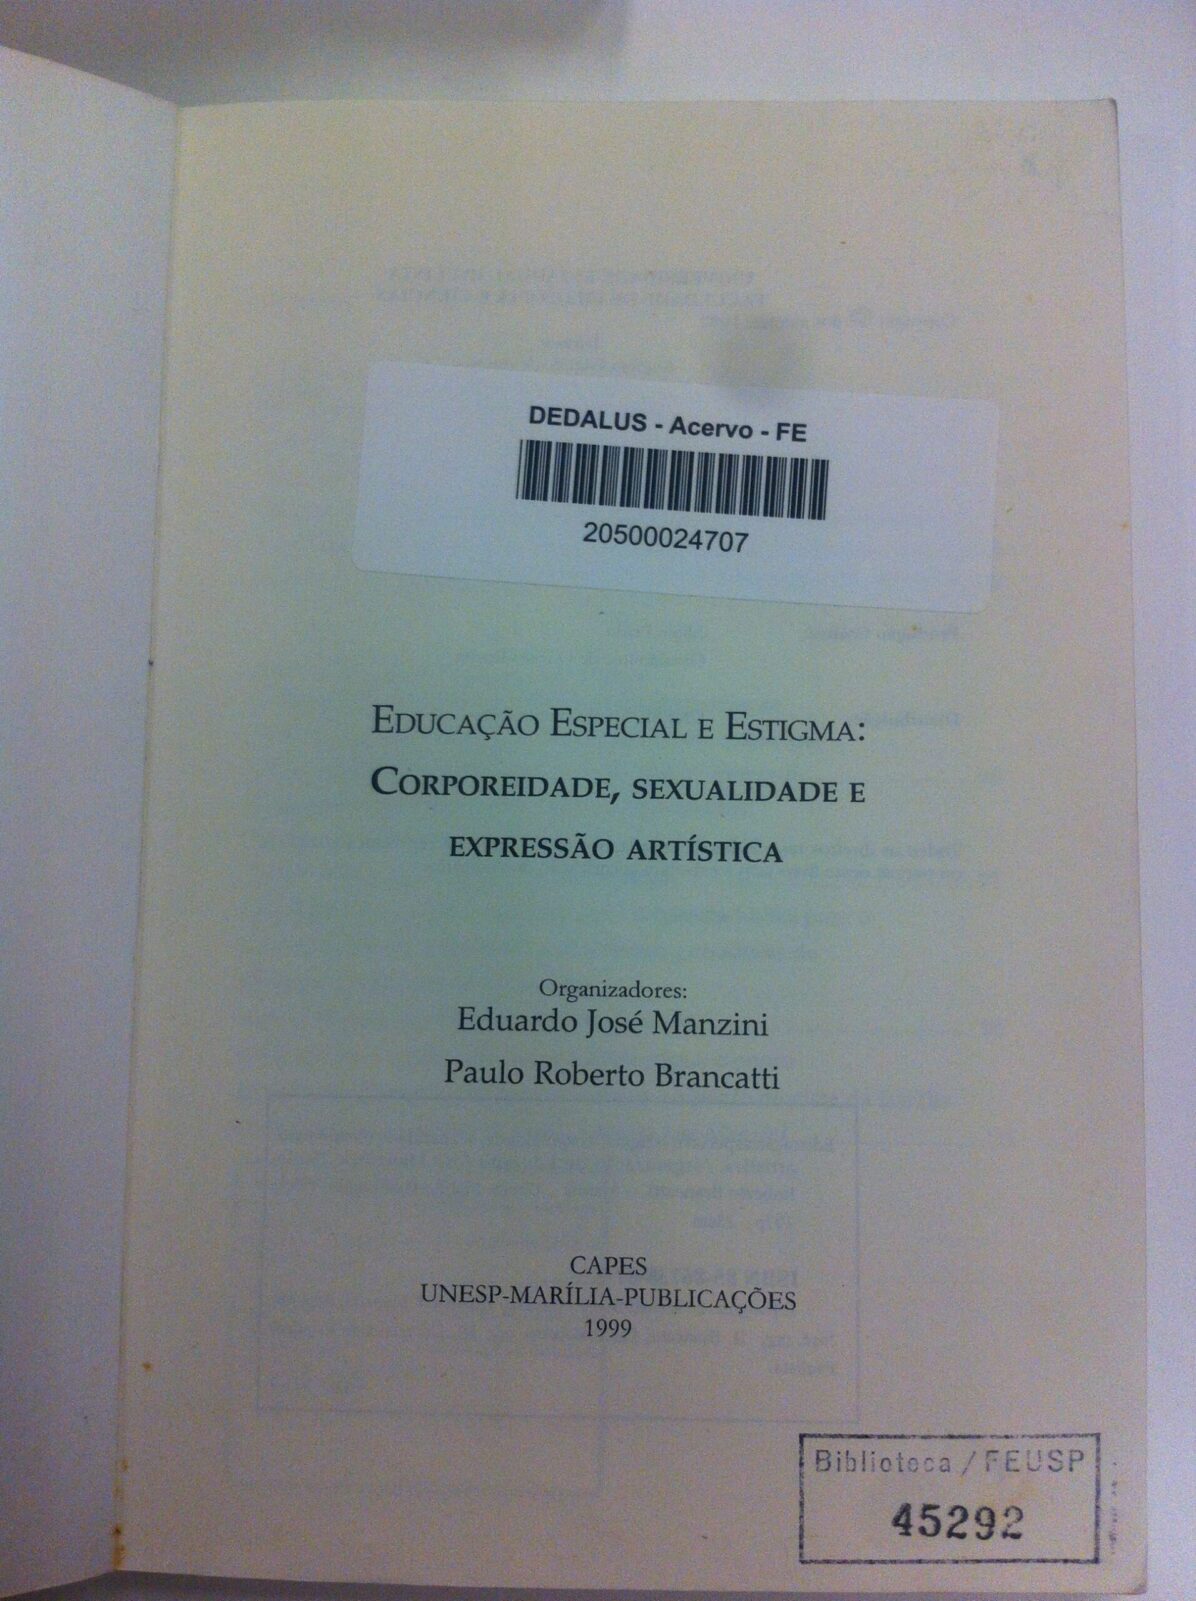 DEDALUS - Acervo - FE
20500024707
EDUCAÇÃO ESPECIAL E ESTIGMA:
CORPOREIDADE, SEXUALIDADE E
EXPRESSÃO ARTÍSTICA
Organizadores:
Eduardo José Manzini
Paulo Roberto Brancatti
CAPES
UNESP-MARÍLIA-PUBLICAÇÕES
1999
Biblioteca / FEUSP
45292